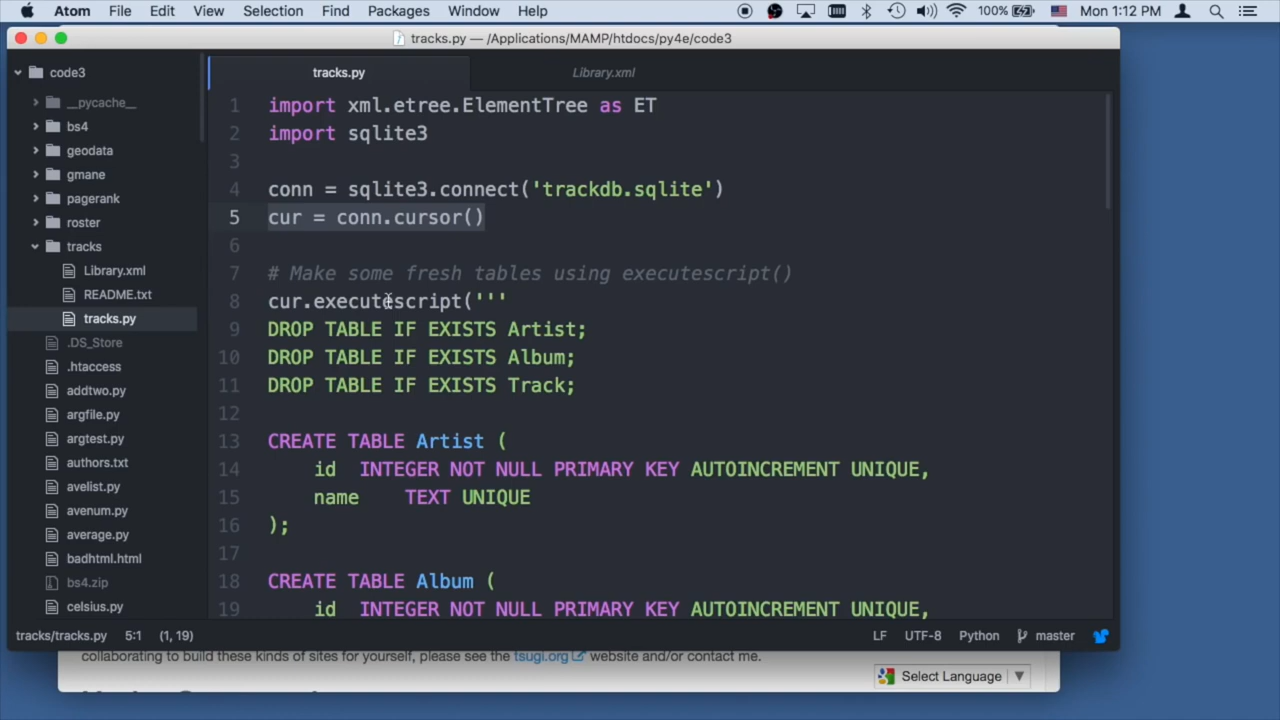 Atom File Edit View Selection Find Packages Window Help 100% Mon 1:12 PM
tracks.py — /Applications/MAMP/htdocs/py4e/code3
code3
tracks.py
Library.xml
__pycache__
bs4
geodata
gmane
pagerank
roster
tracks
Library.xml
README.txt
tracks.py
.DS_Store
.htaccess
addtwo.py
argfile.py
argtest.py
authors.txt
avelist.py
avenum.py
average.py
badhtml.html
bs4.zip
celsius.py
1 import xml.etree.ElementTree as ET
2 import sqlite3
3
4 conn = sqlite3.connect('trackdb.sqlite')
5 cur = conn.cursor()
6
7 # Make some fresh tables using executescript()
8 cur.executescript('''
9 DROP TABLE IF EXISTS Artist;
10 DROP TABLE IF EXISTS Album;
11 DROP TABLE IF EXISTS Track;
12
13 CREATE TABLE Artist (
14 id INTEGER NOT NULL PRIMARY KEY AUTOINCREMENT UNIQUE,
15 name TEXT UNIQUE
16 );
17
18 CREATE TABLE Album (
19 id INTEGER NOT NULL PRIMARY KEY AUTOINCREMENT UNIQUE,
tracks/tracks.py 5:1 (1, 19) LF UTF-8 Python master
collaborating to build these kinds of sites for yourself, please see the tsugi.org website and/or contact me.
Select Language